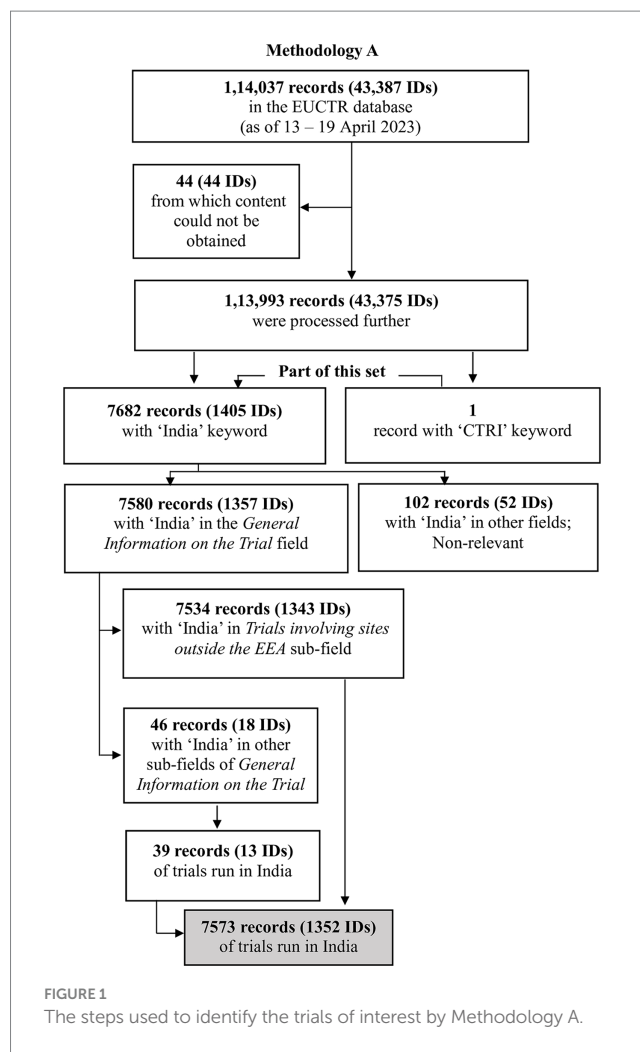 Methodology A
1,14,037 records (43,387 IDs)
in the EUCTR database
(as of 13 – 19 April 2023)
44 (44 IDs)
from which content
could not be
obtained
1,13,993 records (43,375 IDs)
were processed further
Part of this set
7682 records (1405 IDs)
with ‘India’ keyword
1
record with ‘CTRI’ keyword
7580 records (1357 IDs)
with ‘India’ in the General
Information on the Trial field
102 records (52 IDs)
with ‘India’ in other fields;
Non-relevant
7534 records (1343 IDs)
with ‘India’ in Trials involving sites
outside the EEA sub-field
46 records (18 IDs)
with ‘India’ in other
sub-fields of General
Information on the Trial
39 records (13 IDs)
of trials run in India
7573 records (1352 IDs)
of trials run in India
FIGURE 1
The steps used to identify the trials of interest by Methodology A.